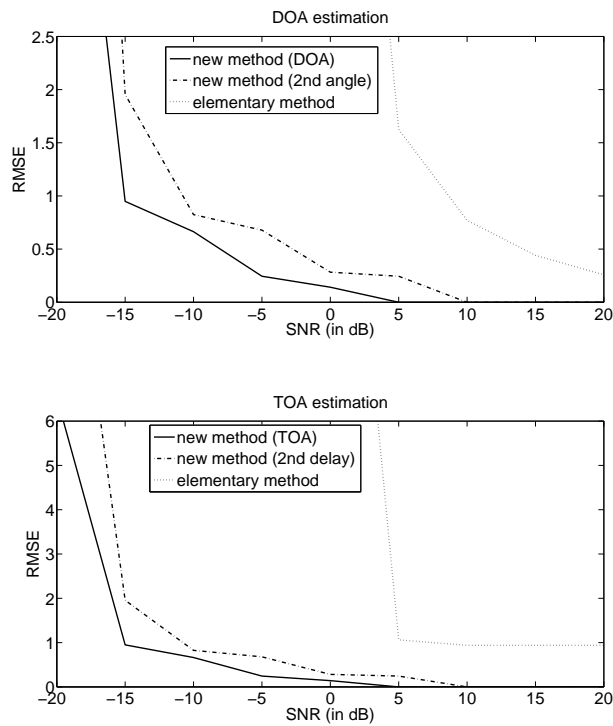 DOA estimation
2.5
2
1.5
1
0.5
0
RMSE
new method (DOA)
new method (2nd angle)
elementary method
−20 −15 −10 −5 0 5 10 15 20
SNR (in dB)
TOA estimation
6
5
4
3
2
1
0
RMSE
new method (TOA)
new method (2nd delay)
elementary method
−20 −15 −10 −5 0 5 10 15 20
SNR (in dB)